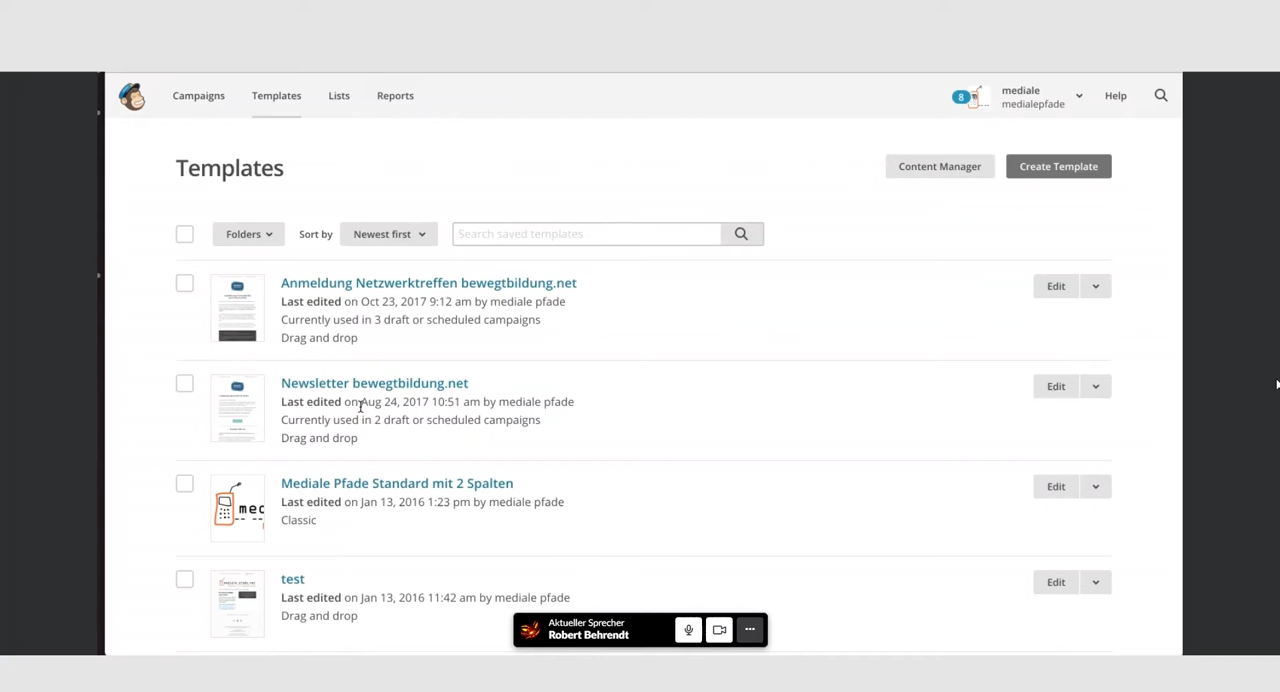 Campaigns Templates Lists Reports
8 mediale
medialepfade
Help
Templates
Content Manager Create Template
Folders Sort by Newest first Search saved templates
Anmeldung Netzwerktreffen bewegtbildung.net
Last edited on Oct 23, 2017 9:12 am by mediale pfade
Currently used in 3 draft or scheduled campaigns
Drag and drop
Edit
Newsletter bewegtbildung.net
Last edited on Aug 24, 2017 10:51 am by mediale pfade
Currently used in 2 draft or scheduled campaigns
Drag and drop
Edit
med
Mediale Pfade Standard mit 2 Spalten
Last edited on Jan 13, 2016 1:23 pm by mediale pfade
Classic
Edit
test
Last edited on Jan 13, 2016 11:42 am by mediale pfade
Drag and drop
Edit
Aktueller Sprecher
Robert Behrendt